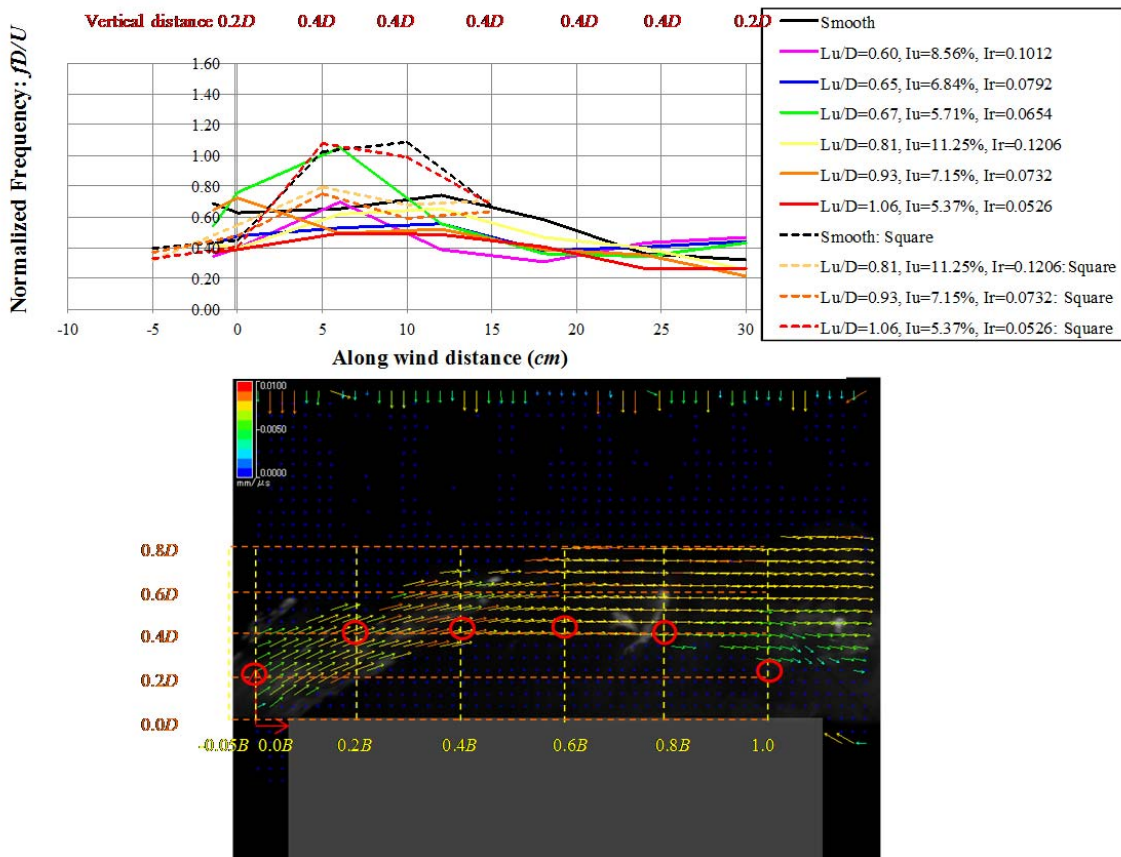 Vertical distance 0.2D 0.4D 0.4D 0.4D 0.4D 0.4D 0.2D
Normalized Frequency: fD/U
1.60
1.40
1.20
1.00
0.80
0.60
0.40
0.20
0.00
-10 -5 0 5 10 15 20 25 30
Along wind distance (cm)
Smooth
Lu/D=0.60, Iu=8.56%, Ir=0.1012
Lu/D=0.65, Iu=6.84%, Ir=0.0792
Lu/D=0.67, Iu=5.71%, Ir=0.0654
Lu/D=0.81, Iu=11.25%, Ir=0.1206
Lu/D=0.93, Iu=7.15%, Ir=0.0732
Lu/D=1.06, Iu=5.37%, Ir=0.0526
Smooth: Square
Lu/D=0.81, Iu=11.25%, Ir=0.1206: Square
Lu/D=0.93, Iu=7.15%, Ir=0.0732: Square
Lu/D=1.06, Iu=5.37%, Ir=0.0526: Square
0.0100
0.0050
0.0000
mm/μs
0.8D
0.6D
0.4D
0.2D
0.0D
-0.05B 0.0B 0.2B 0.4B 0.6B 0.8B 1.0